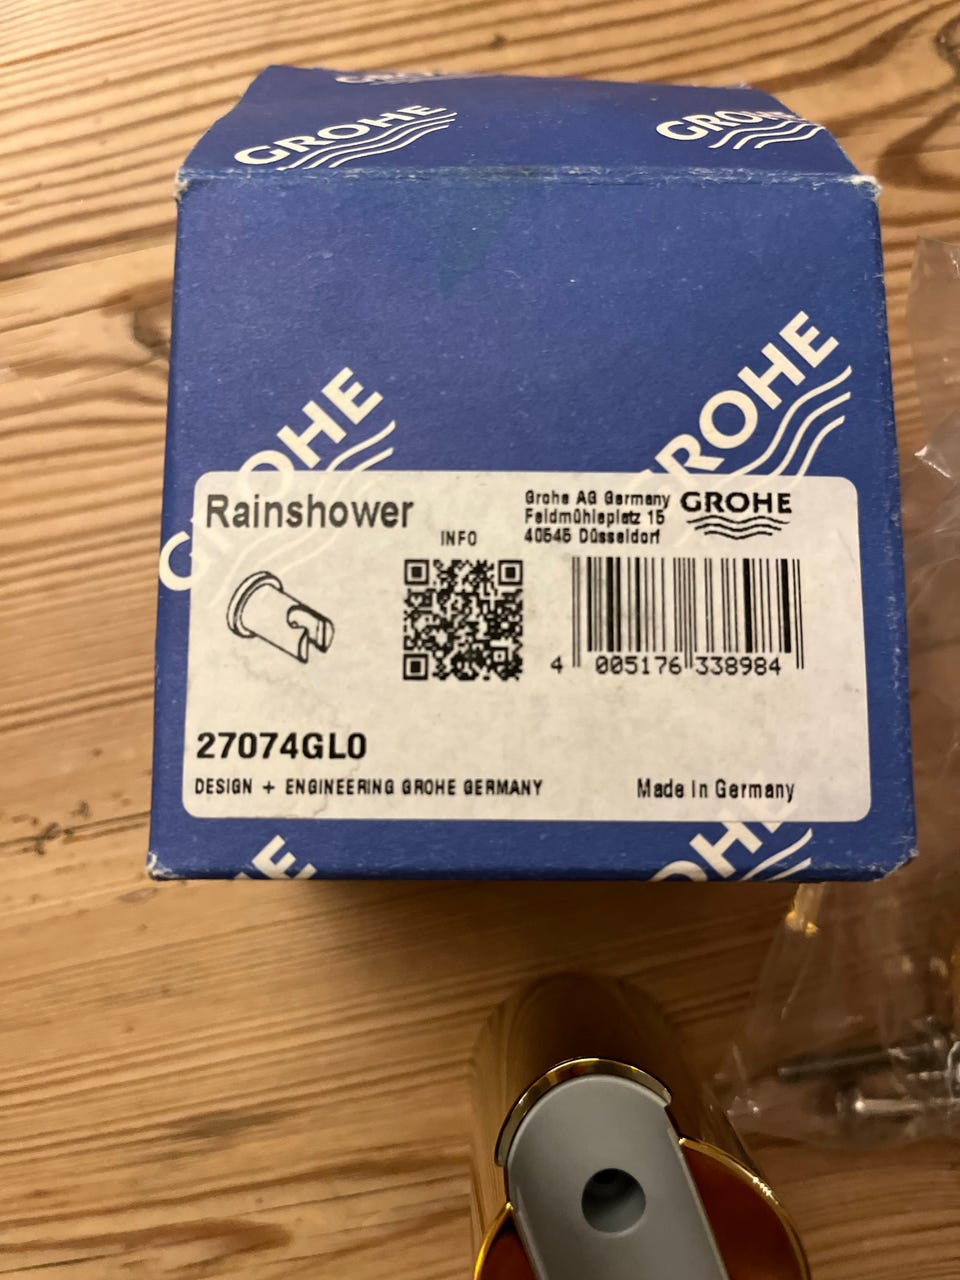 GROHE
GROHE
GROHE
GROHE
Rainshower
Grohe AG Germany
Feldmühleplatz 15
40545 Düsseldorf
GROHE
INFO
4 005176 338984
27074GL0
DESIGN + ENGINEERING GROHE GERMANY
Made in Germany